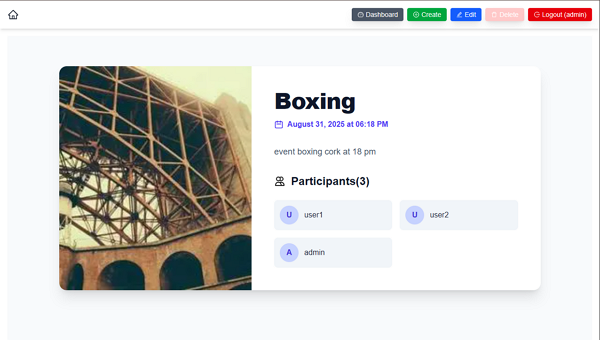 Dashboard
Create
Edit
Delete
Logout (admin)
Boxing
August 31, 2025 at 06:18 PM
event boxing cork at 18 pm
Participants(3)
U user1
U user2
A admin